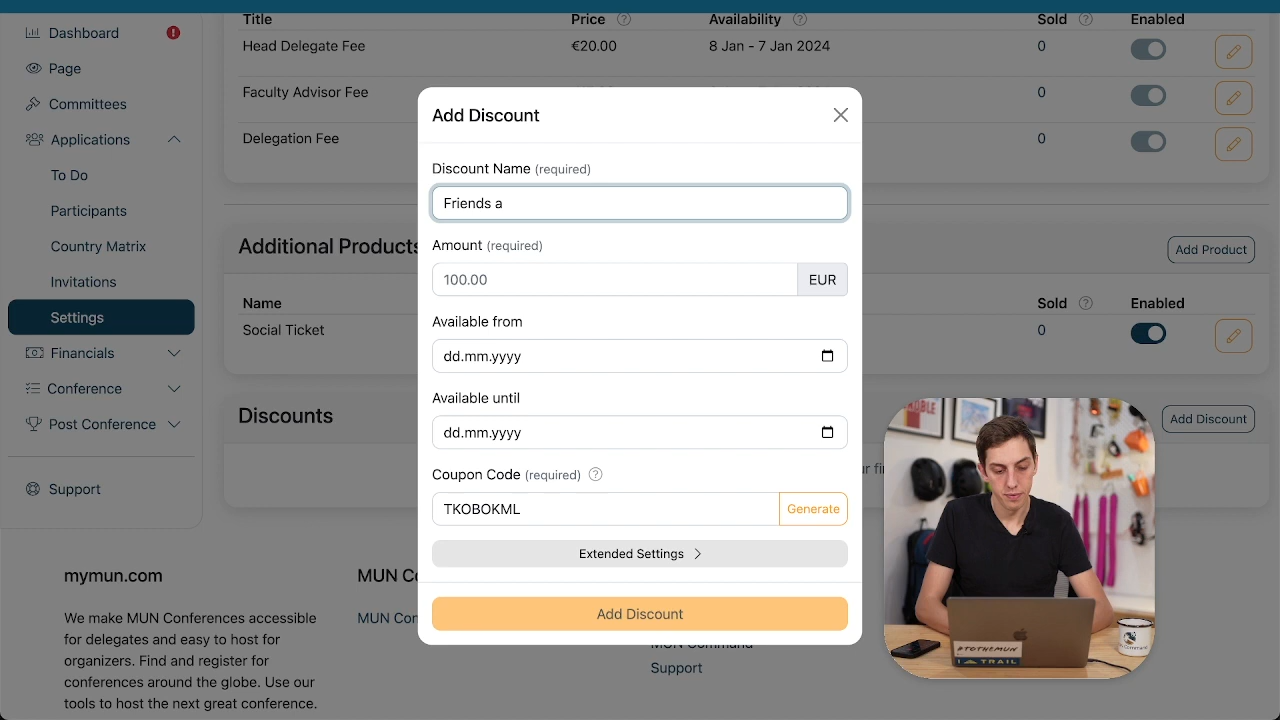 Title Price Availability Sold Enabled
Head Delegate Fee €20.00 8 Jan - 7 Jan 2024 0
Faculty Advisor Fee 0
Delegation Fee 0
Dashboard
Page
Committees
Applications
To Do
Participants
Country Matrix
Invitations
Settings
Financials
Conference
Post Conference
Support
Additional Products
Add Product
Name Sold Enabled
Social Ticket 0
Discounts
Add Discount
Add Discount
Discount Name (required)
Friends a
Amount (required)
100.00 EUR
Available from
dd.mm.yyyy
Available until
dd.mm.yyyy
Coupon Code (required)
TKOBOKML Generate
Extended Settings
Add Discount
mymun.com
We make MUN Conferences accessible
for delegates and easy to host for
organizers. Find and register for
conferences around the globe. Use our
tools to host the next great conference.
MUN Command
Support
#TOTHEMUN
TRAIL